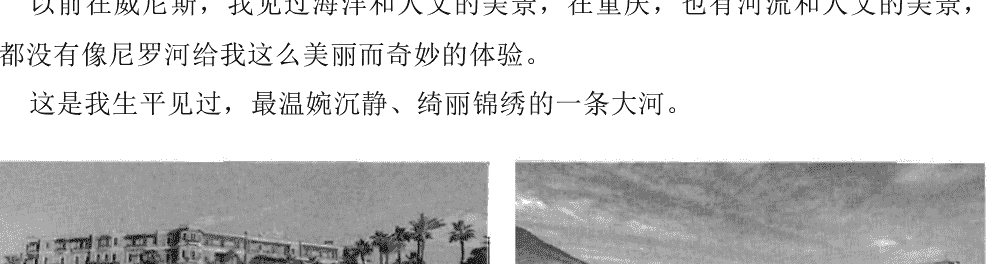 以前在威尼斯，我见过海洋和人文的美景，在重庆，也有河流和人文的美景，
都没有像尼罗河给我这么美丽而奇妙的体验。
这是我生平见过，最温婉沉静、绮丽锦绣的一条大河。